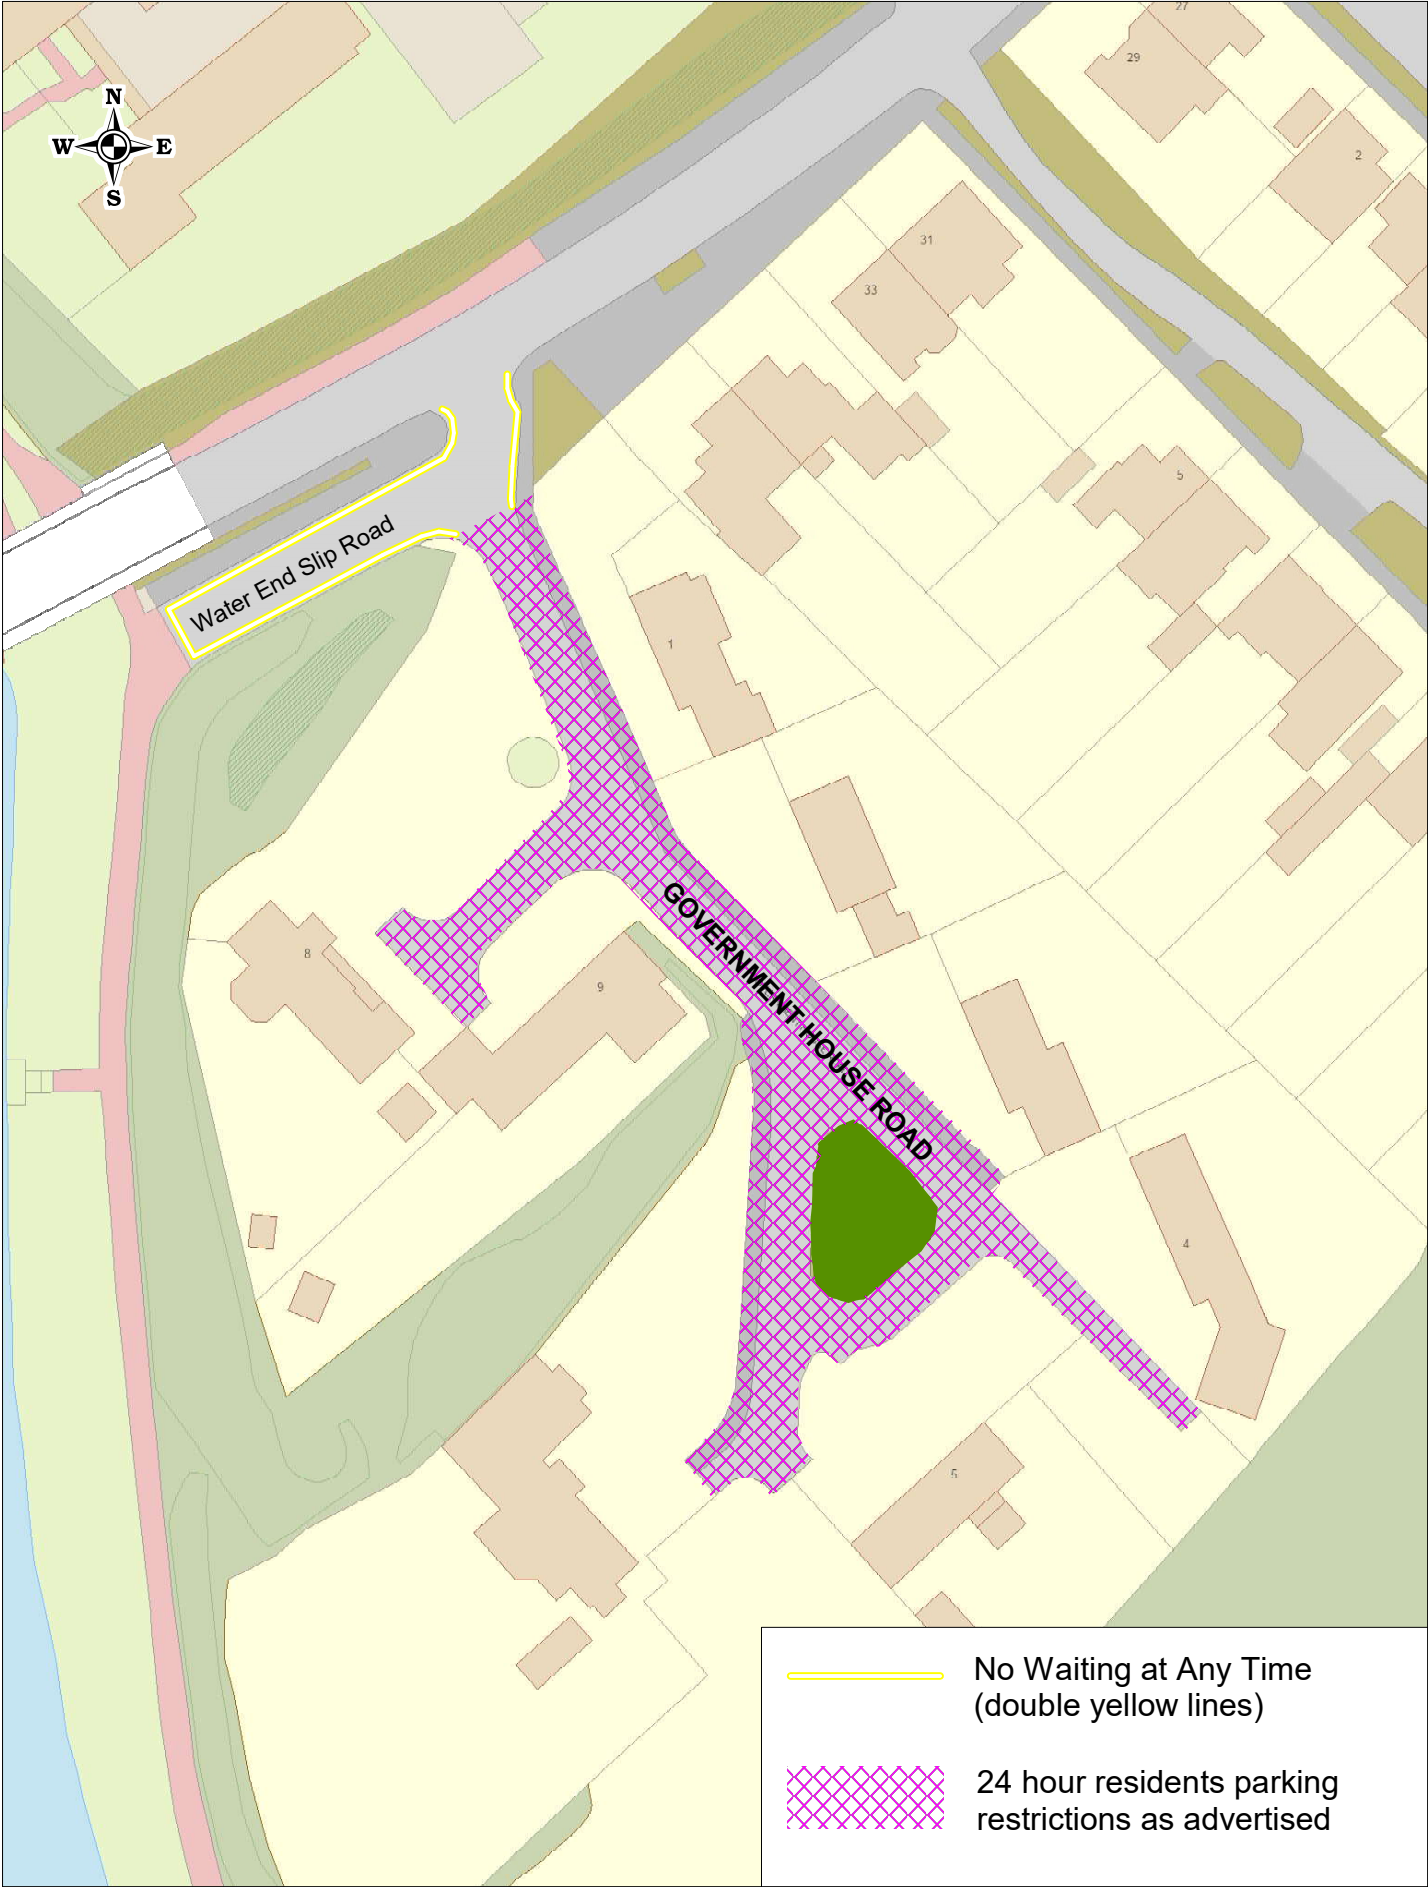 27
29
N
W E
S
2
31
33
5
Water End Slip Road
1
8
9
GOVERNMENT HOUSE ROAD
4
5
No Waiting at Any Time
(double yellow lines)
24 hour residents parking
restrictions as advertised